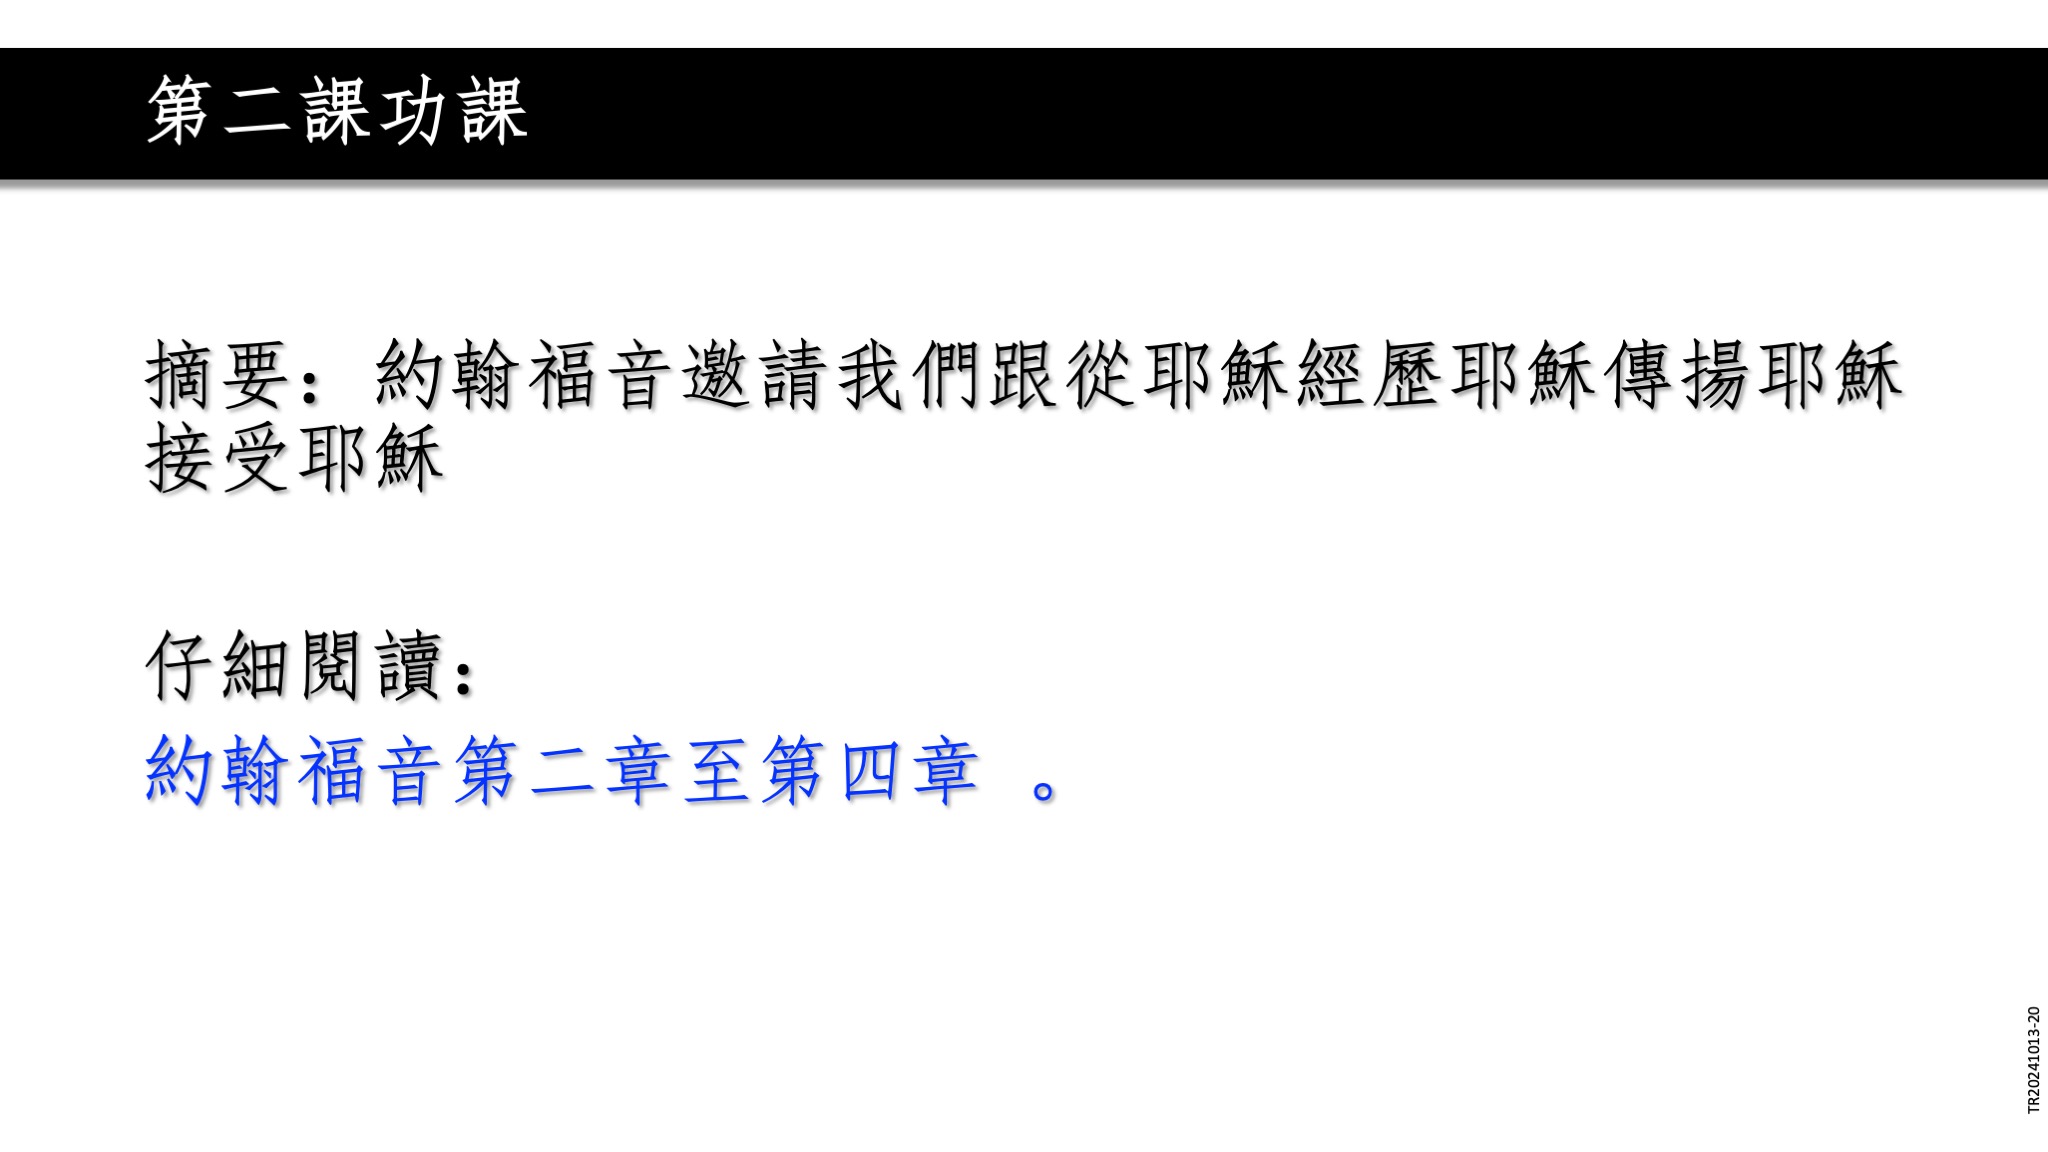 第二課功課
摘要：約翰福音邀請我們跟從耶穌經歷耶穌傳揚耶穌
接受耶穌
仔細閱讀：
約翰福音第二章至第四章 。
TR20241013-20